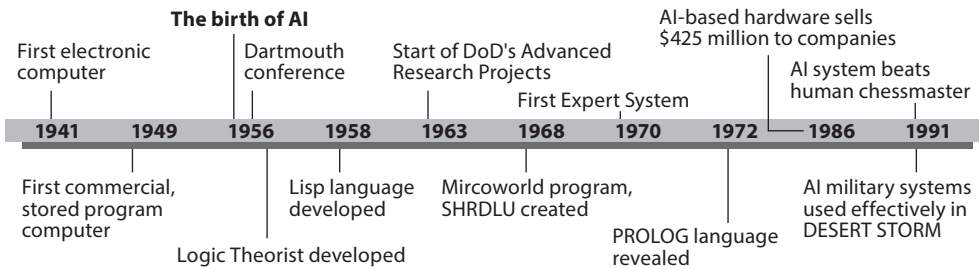 The birth of AI
AI-based hardware sells
$425 million to companies
First electronic
computer
Dartmouth
conference
Start of DoD's Advanced
Research Projects
AI system beats
human chessmaster
First Expert System
1941 1949 1956 1958 1963 1968 1970 1972 1986 1991
First commercial,
stored program
computer
Lisp language
developed
Mircoworld program,
SHRDLU created
AI military systems
used effectively in
DESERT STORM
Logic Theorist developed
PROLOG language
revealed